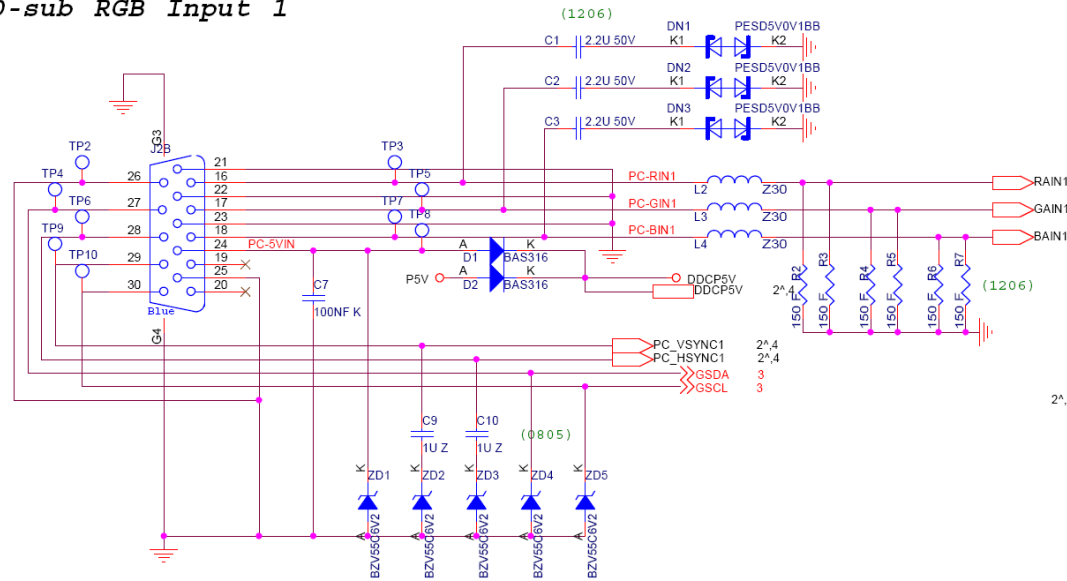 D-sub RGB Input 1
(1206)
C1 2.2U 50V DN1 K1 PESD5V0V1BB K2
C2 2.2U 50V DN2 K1 PESD5V0V1BB K2
C3 2.2U 50V DN3 K1 PESD5V0V1BB K2
G3
J2B
TP2 TP3
TP4 26 21 16 TP5 PC-RIN1 L2 Z30 RAIN1
22
TP6 27 17 TP7 PC-GIN1 L3 Z30 GAIN1
23 TP8
TP9 28 18 PC-BIN1 L4 Z30 BAIN1
24 PC-5VIN A D1 K BAS316
TP10 29 19
25 P5V A D2 K BAS316 DDCP5V
30 20 DDCP5V
C7 100NF K
2^,4
R2 150 F R3 150 F R4 150 F R5 150 F R6 150 F R7 150 F
(1206)
Blue
G4
PC_VSYNC1 2^,4
PC_HSYNC1 2^,4
GSDA 3
GSCL 3
2^,
C9 1U Z C10 1U Z (0805)
K ZD1 K ZD2 K ZD3 K ZD4 K ZD5
A A A A A
BZV55C6V2 BZV55C6V2 BZV55C6V2 BZV55C6V2 BZV55C6V2